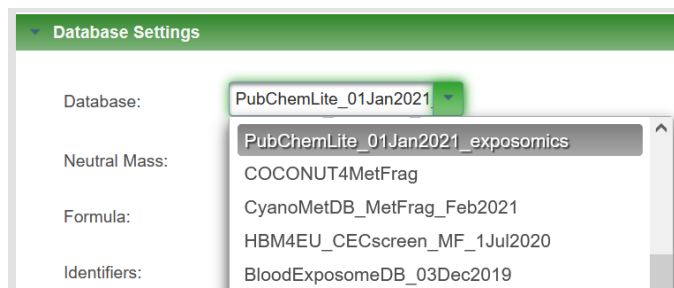 Database Settings
Database:
PubChemLite_01Jan2021
PubChemLite_01Jan2021_exposomics
Neutral Mass:
COCONUT4MetFrag
Formula:
CyanoMetDB_MetFrag_Feb2021
HBM4EU_CECscreen_MF_1Jul2020
Identifiers:
BloodExposomeDB_03Dec2019